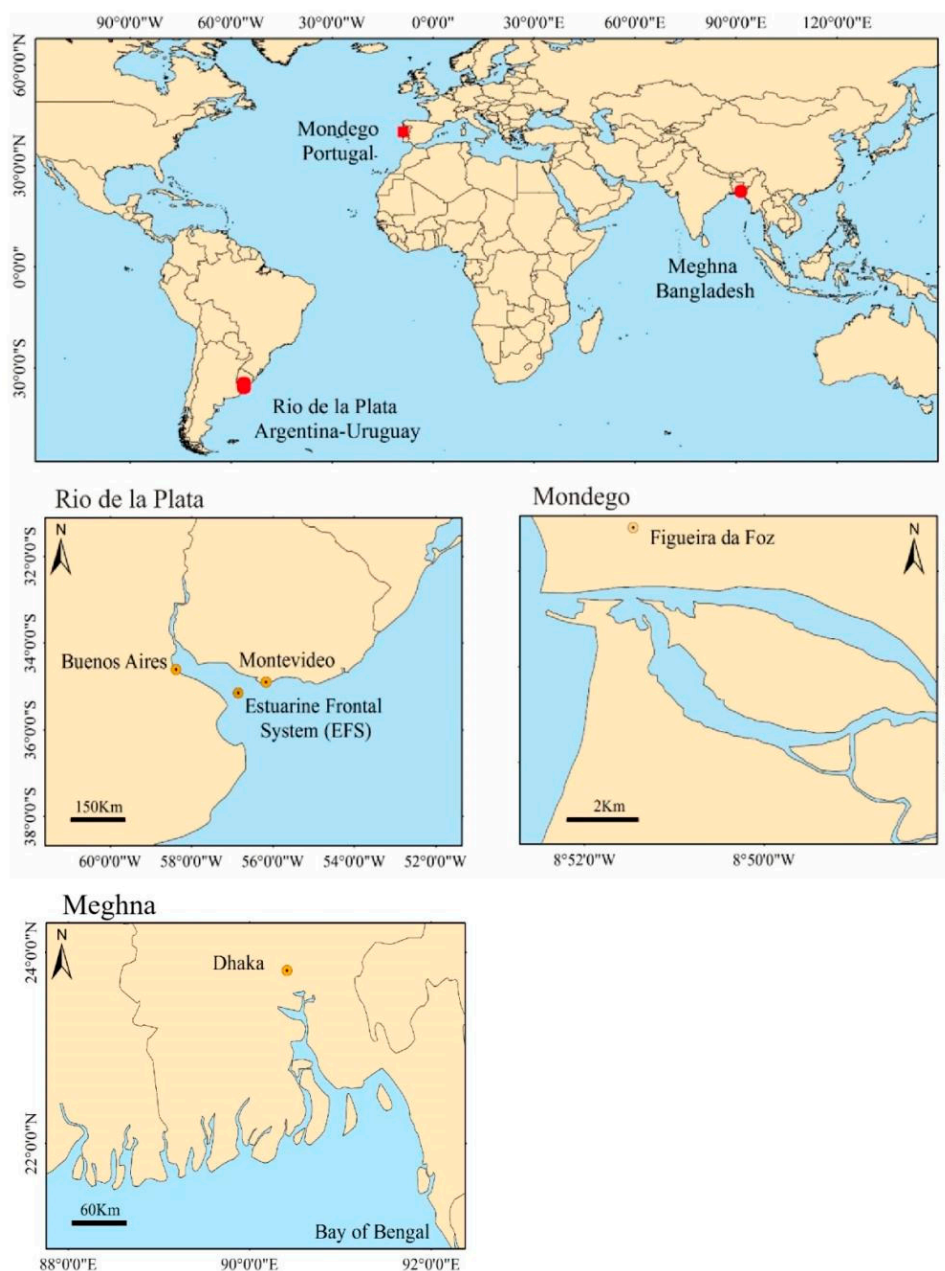 90°0'0"W 60°0'0"W 30°0'0"W 0°0'0" 30°0'0"E 60°0'0"E 90°0'0"E 120°0'0"E
60°0'0"N
30°0'0"N
0°0'0"
30°0'0"S
Mondego
Portugal
Meghna
Bangladesh
Rio de la Plata
Argentina-Uruguay
Rio de la Plata
N
32°0'0"S
34°0'0"S
36°0'0"S
38°0'0"S
Buenos Aires
Montevideo
Estuarine Frontal
System (EFS)
150Km
60°0'0"W 58°0'0"W 56°0'0"W 54°0'0"W 52°0'0"W
Mondego
Figueira da Foz
N
2Km
8°52'0"W 8°50'0"W
Meghna
N
24°0'0"N
22°0'0"N
Dhaka
60Km
Bay of Bengal
88°0'0"E 90°0'0"E 92°0'0"E